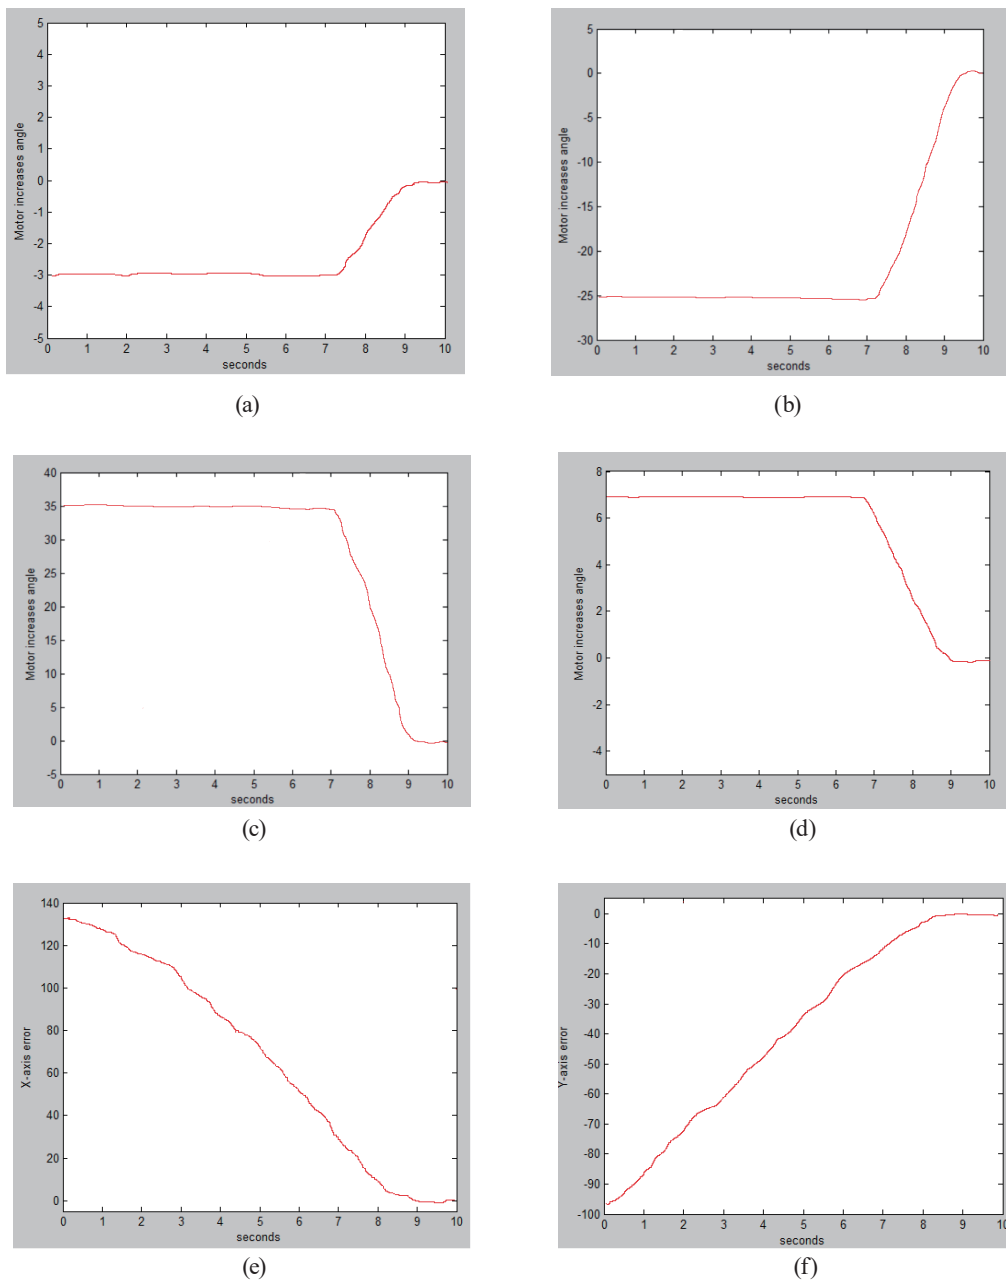 5
4
3
2
1
0
-1
-2
-3
-4
-5
Motor increases angle
0 1 2 3 4 5 6 7 8 9 10
seconds
(a)
5
0
-5
-10
-15
-20
-25
-30
Motor increases angle
0 1 2 3 4 5 6 7 8 9 10
seconds
(b)
40
35
30
25
20
15
10
5
0
-5
Motor increases angle
0 1 2 3 4 5 6 7 8 9 10
seconds
(c)
8
6
4
2
0
-2
-4
Motor increases angle
0 1 2 3 4 5 6 7 8 9 10
seconds
(d)
140
120
100
80
60
40
20
0
X-axis error
0 1 2 3 4 5 6 7 8 9 10
seconds
(e)
0
-10
-20
-30
-40
-50
-60
-70
-80
-90
-100
Y-axis error
0 1 2 3 4 5 6 7 8 9 10
seconds
(f)